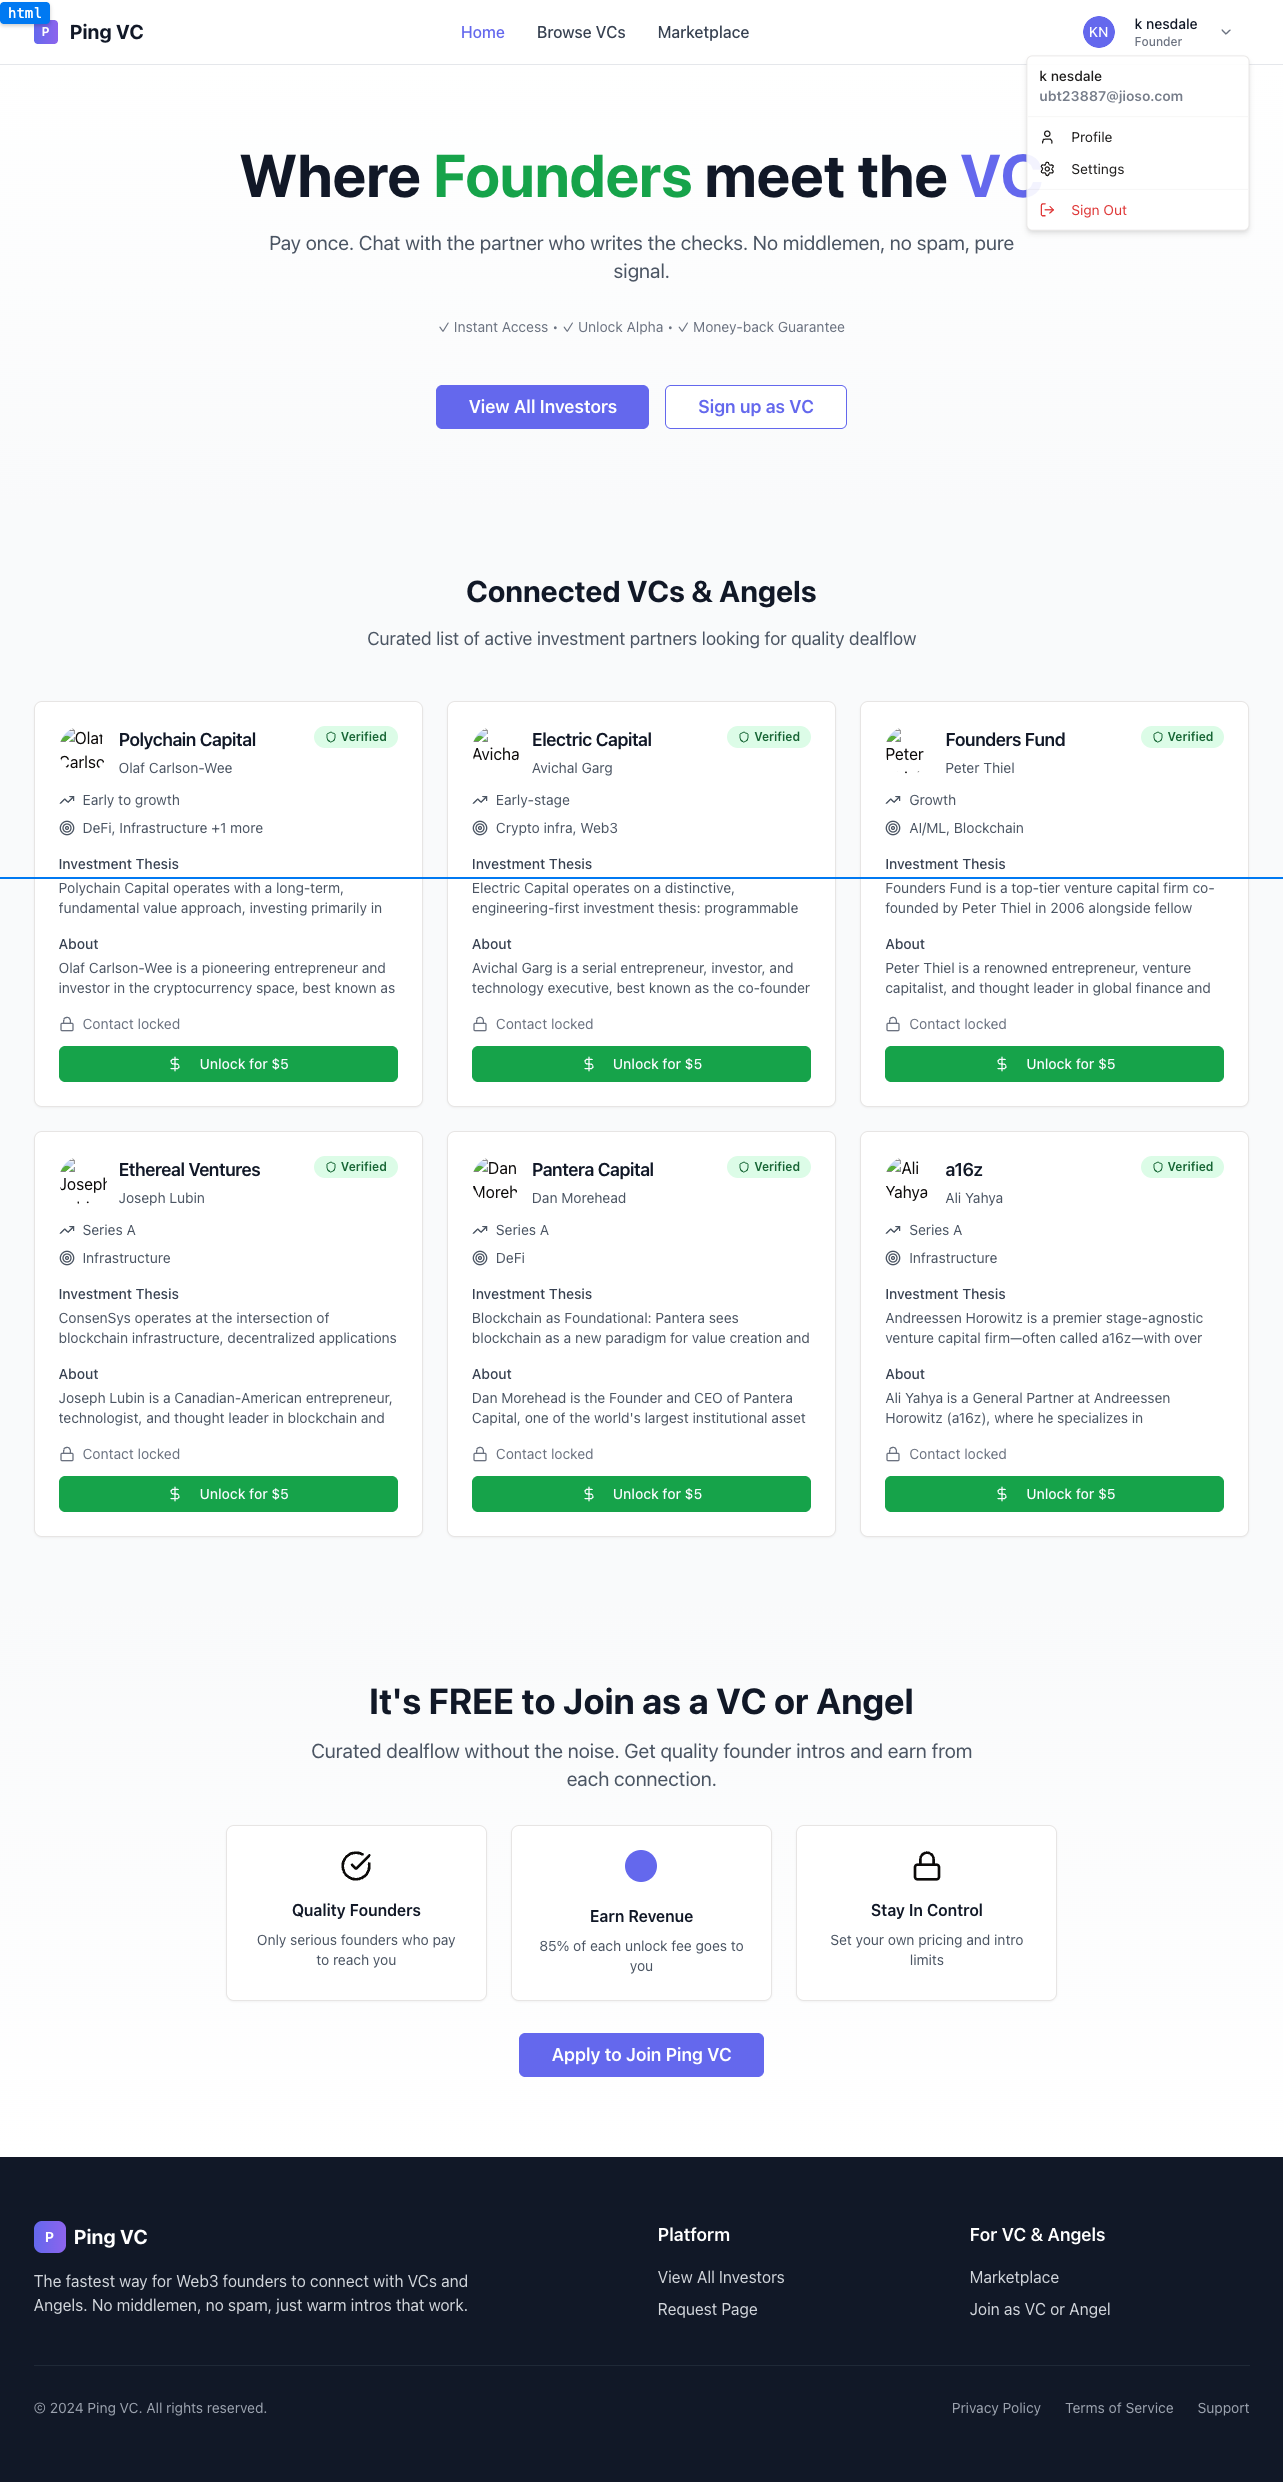 html
P
Ping VC
Home
Browse VCs
Marketplace
KN
k nesdale
Founder
k nesdale
ubt23887@jioso.com
Profile
Settings
Sign Out
Where Founders meet the VC
Pay once. Chat with the partner who writes the checks. No middlemen, no spam, pure
signal.
✓ Instant Access • ✓ Unlock Alpha • ✓ Money-back Guarantee
View All Investors
Sign up as VC
Connected VCs & Angels
Curated list of active investment partners looking for quality dealflow
Olaf
Carlso
Polychain Capital
Verified
Olaf Carlson-Wee
Early to growth
DeFi, Infrastructure +1 more
Investment Thesis
Polychain Capital operates with a long-term,
fundamental value approach, investing primarily in
About
Olaf Carlson-Wee is a pioneering entrepreneur and
investor in the cryptocurrency space, best known as
Contact locked
Unlock for $5
Avicha
Electric Capital
Verified
Avichal Garg
Early-stage
Crypto infra, Web3
Investment Thesis
Electric Capital operates on a distinctive,
engineering-first investment thesis: programmable
About
Avichal Garg is a serial entrepreneur, investor, and
technology executive, best known as the co-founder
Contact locked
Unlock for $5
Peter
Founders Fund
Verified
Peter Thiel
Growth
AI/ML, Blockchain
Investment Thesis
Founders Fund is a top-tier venture capital firm co-
founded by Peter Thiel in 2006 alongside fellow
About
Peter Thiel is a renowned entrepreneur, venture
capitalist, and thought leader in global finance and
Contact locked
Unlock for $5
Joseph
Ethereal Ventures
Verified
Joseph Lubin
Series A
Infrastructure
Investment Thesis
ConsenSys operates at the intersection of
blockchain infrastructure, decentralized applications
About
Joseph Lubin is a Canadian-American entrepreneur,
technologist, and thought leader in blockchain and
Contact locked
Unlock for $5
Dan
Moreh
Pantera Capital
Verified
Dan Morehead
Series A
DeFi
Investment Thesis
Blockchain as Foundational: Pantera sees
blockchain as a new paradigm for value creation and
About
Dan Morehead is the Founder and CEO of Pantera
Capital, one of the world's largest institutional asset
Contact locked
Unlock for $5
Ali
Yahya
a16z
Verified
Ali Yahya
Series A
Infrastructure
Investment Thesis
Andreessen Horowitz is a premier stage-agnostic
venture capital firm—often called a16z—with over
About
Ali Yahya is a General Partner at Andreessen
Horowitz (a16z), where he specializes in
Contact locked
Unlock for $5
It's FREE to Join as a VC or Angel
Curated dealflow without the noise. Get quality founder intros and earn from
each connection.
Quality Founders
Only serious founders who pay
to reach you
Earn Revenue
85% of each unlock fee goes to
you
Stay In Control
Set your own pricing and intro
limits
Apply to Join Ping VC
P
Ping VC
The fastest way for Web3 founders to connect with VCs and
Angels. No middlemen, no spam, just warm intros that work.
Platform
View All Investors
Request Page
For VC & Angels
Marketplace
Join as VC or Angel
© 2024 Ping VC. All rights reserved.
Privacy Policy
Terms of Service
Support